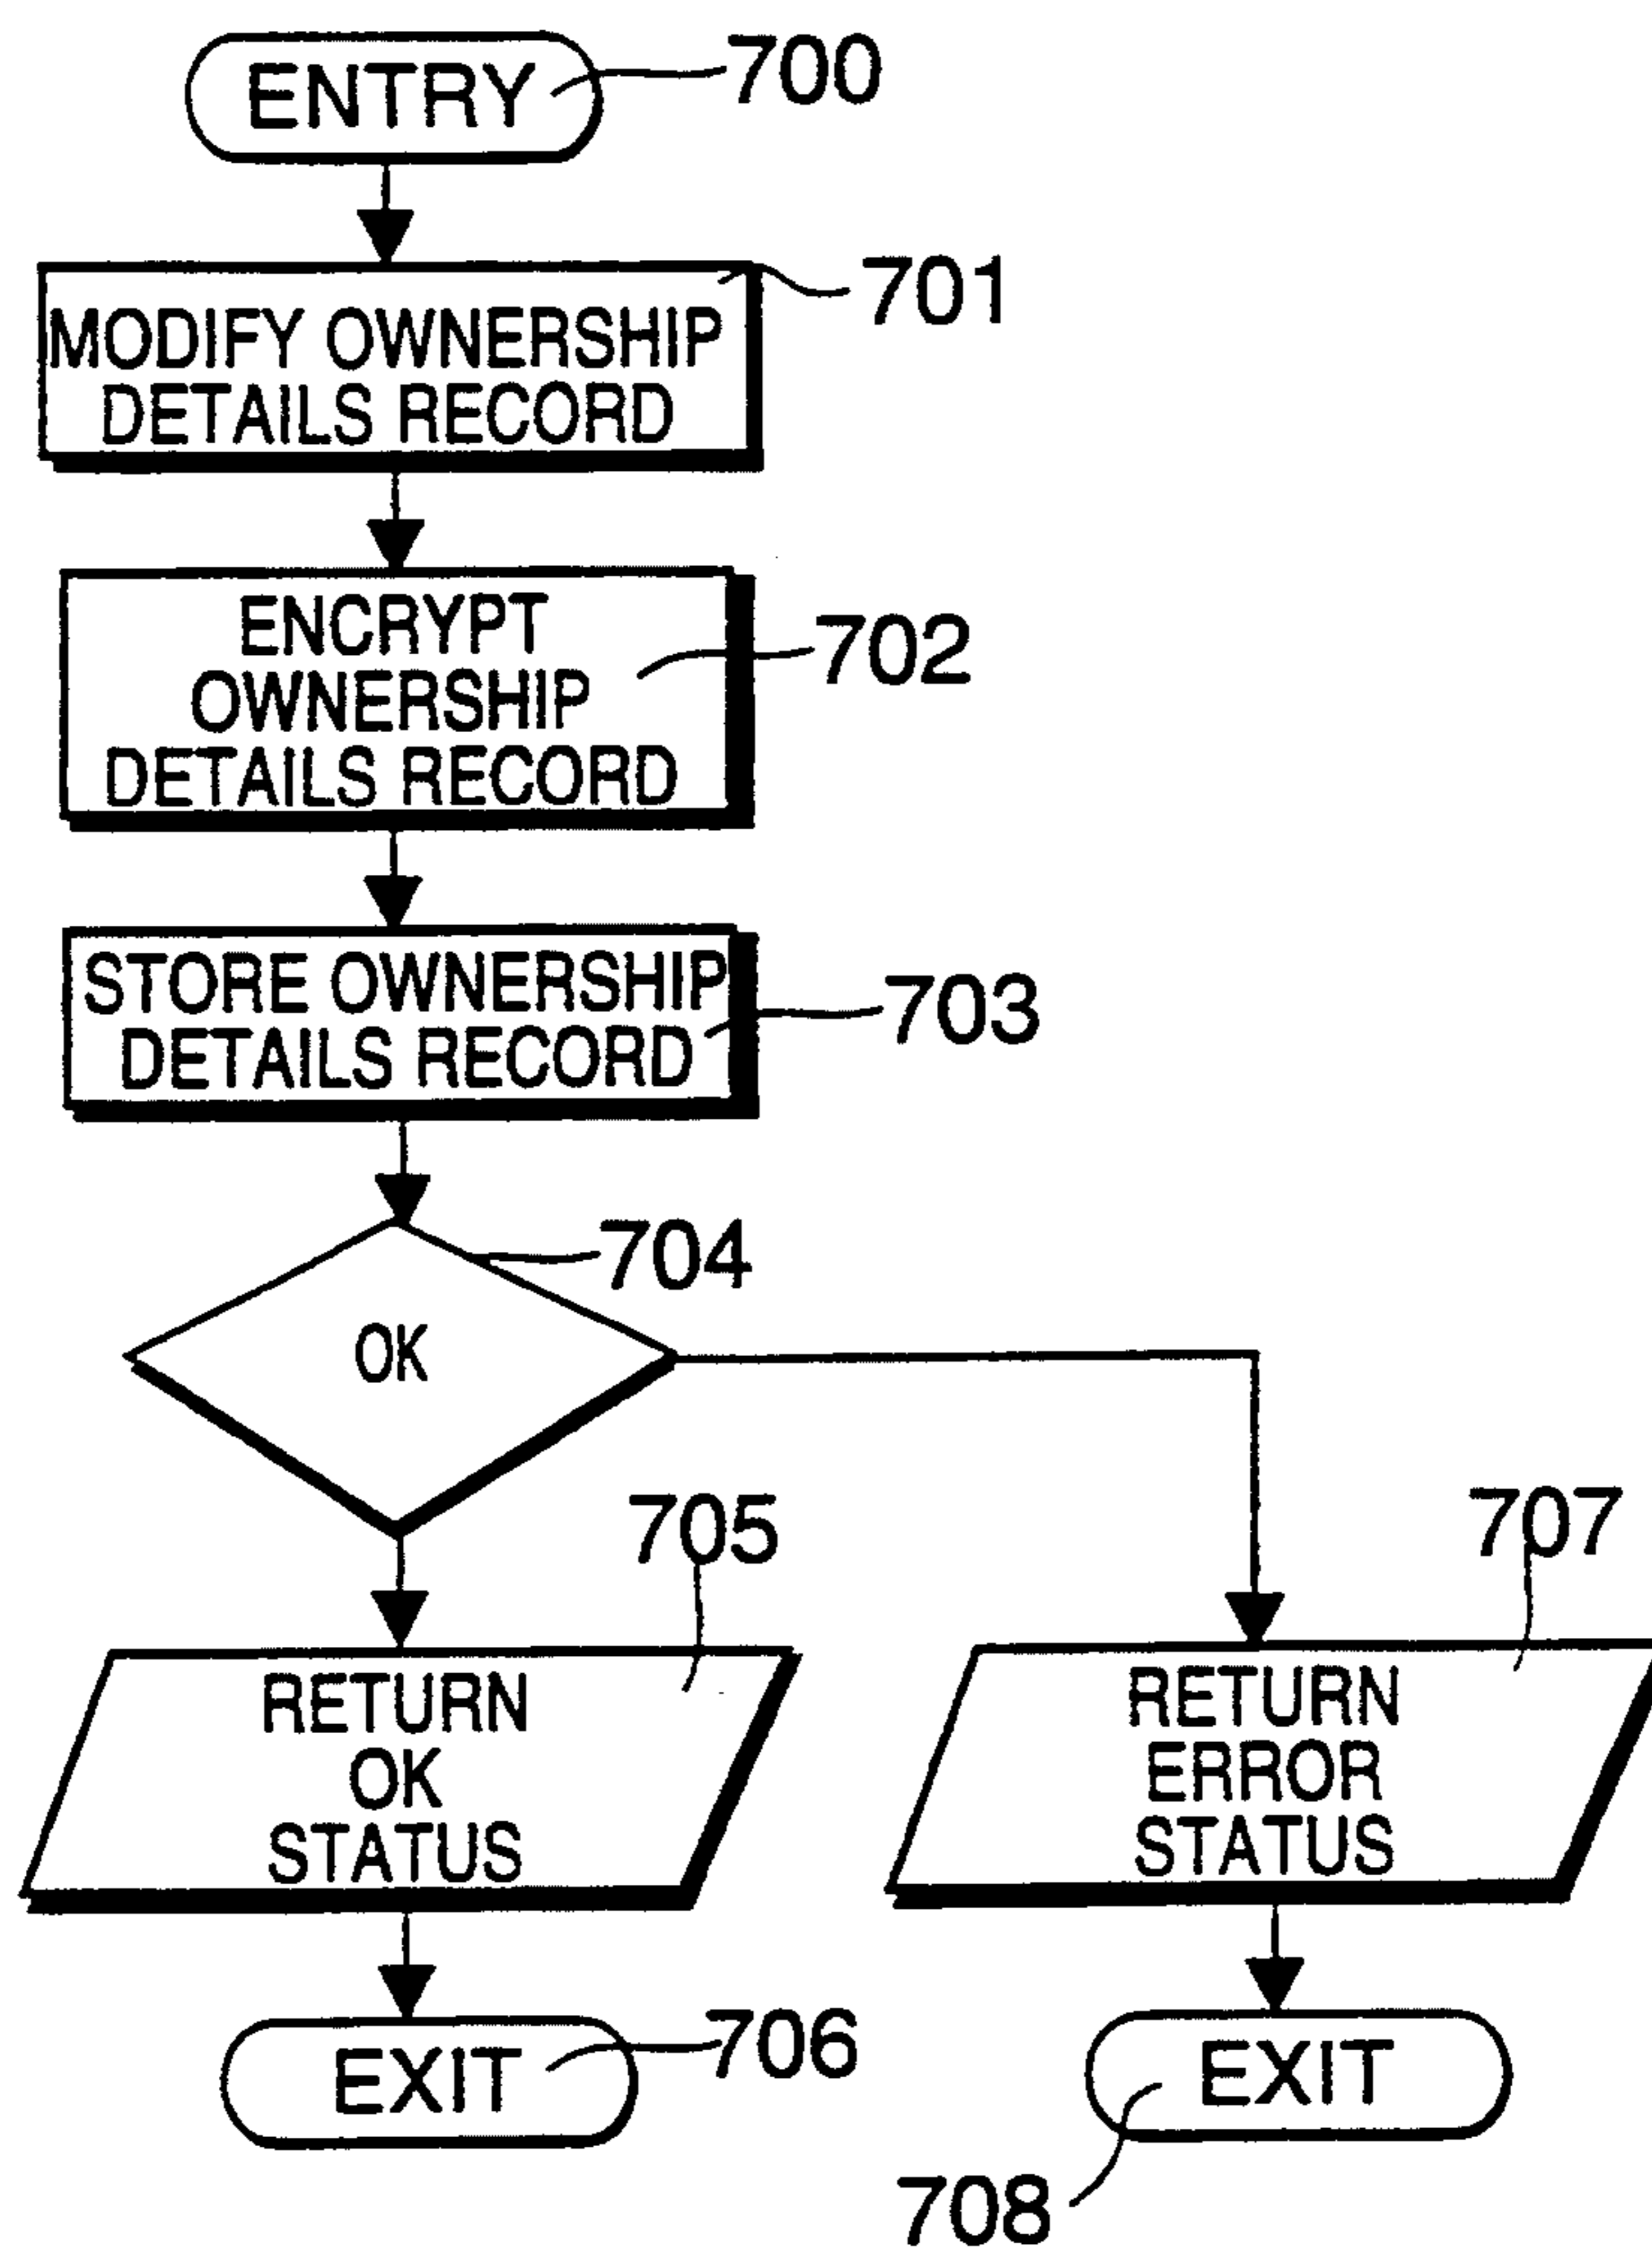 ENTRY
700
701
MODIFY OWNERSHIP
DETAILS RECORD
702
ENCRYPT
OWNERSHIP
DETAILS RECORD
703
STORE OWNERSHIP
DETAILS RECORD
704
OK
705
707
RETURN
OK
STATUS
RETURN
ERROR
STATUS
EXIT
706
EXIT
708